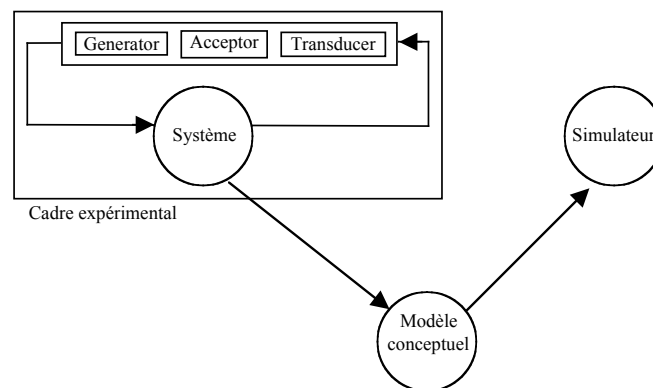 Generator Acceptor Transducer
Système
Simulateur
Cadre expérimental
Modèle
conceptuel